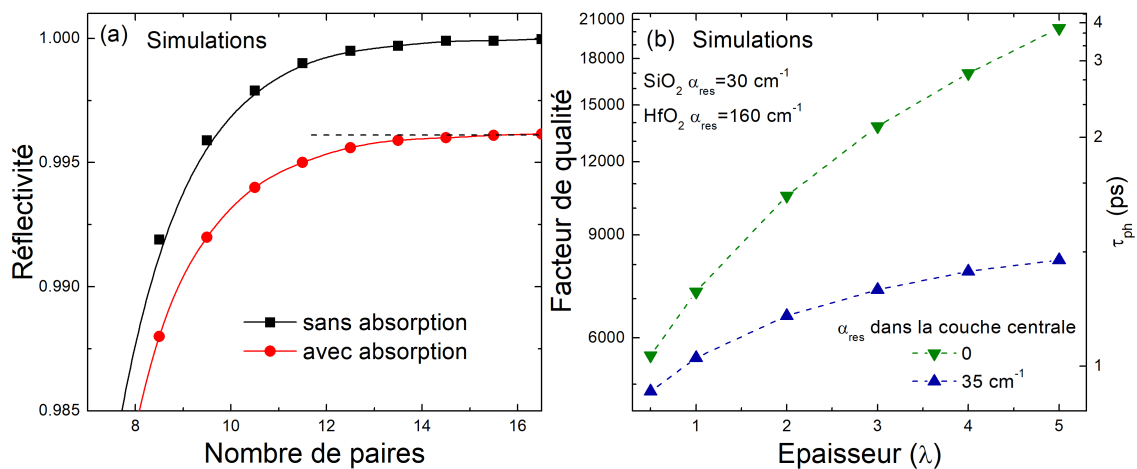 (a) Simulations
Réflectivité
1.000
0.995
0.990
0.985
sans absorption
avec absorption
8 10 12 14 16
Nombre de paires
(b) Simulations
SiO2 αres=30 cm-1
HfO2 αres=160 cm-1
Facteur de qualité
21000
18000
15000
12000
9000
6000
αres dans la couche centrale
0
35 cm-1
4
3
2
1
τph (ps)
1 2 3 4 5
Epaisseur (λ)